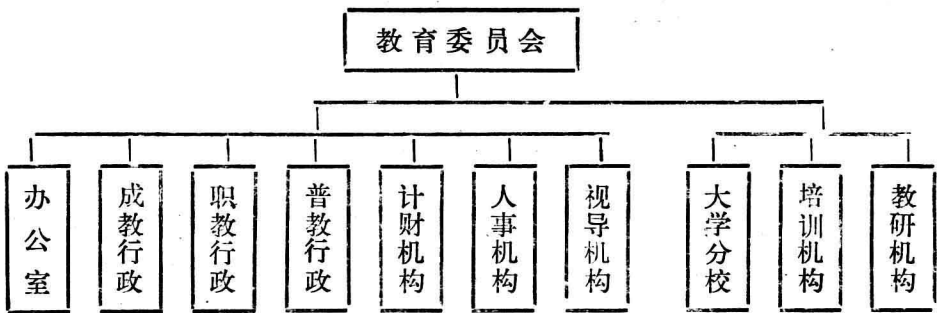 教育委员会
办公室
成教行政
职教行政
普教行政
计财机构
人事机构
视导机构
大学分校
培训机构
教研机构